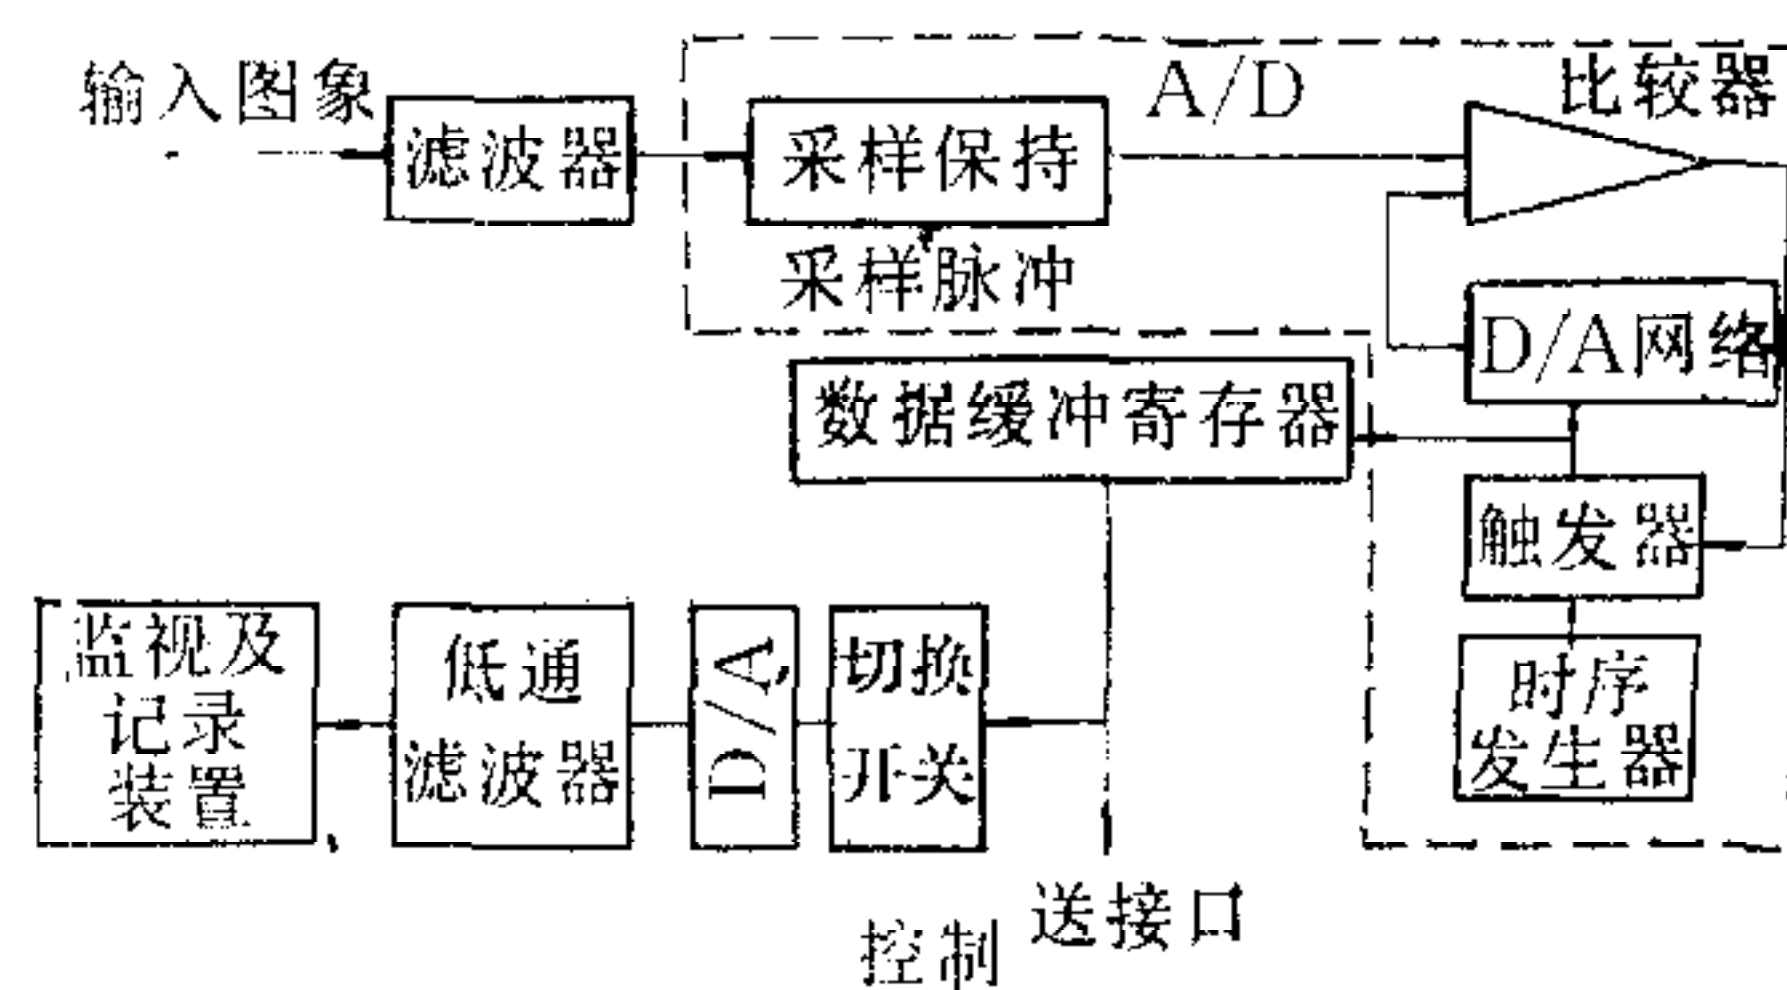 输入图象
A/D
比较器
滤波器
采样保持
采样脉冲
D/A网络
数据缓冲寄存器
触发器
监视及
记录
装置
低通
滤波器
D/A
切换
开关
时序
发生器
控制
送接口